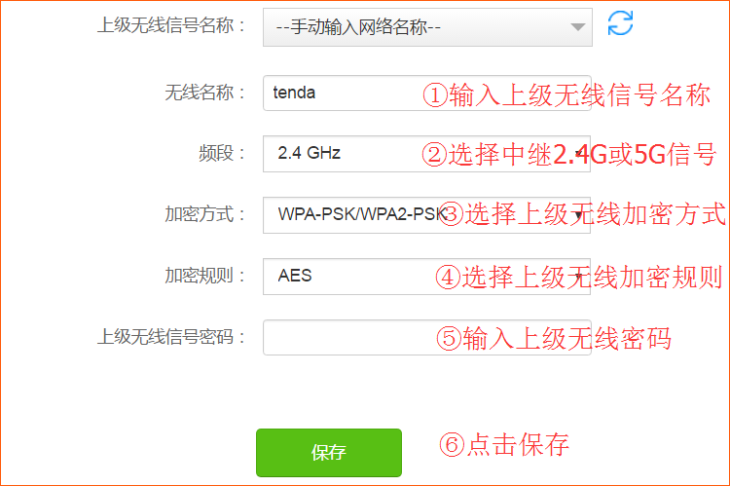 上级无线信号名称： --手动输入网络名称--
无线名称： tenda ①输入上级无线信号名称
频段： 2.4 GHz ②选择中继2.4G或5G信号
加密方式： WPA-PSK/WPA2-PSK ③选择上级无线加密方式
加密规则： AES ④选择上级无线加密规则
上级无线信号密码： ⑤输入上级无线密码
保存 ⑥点击保存